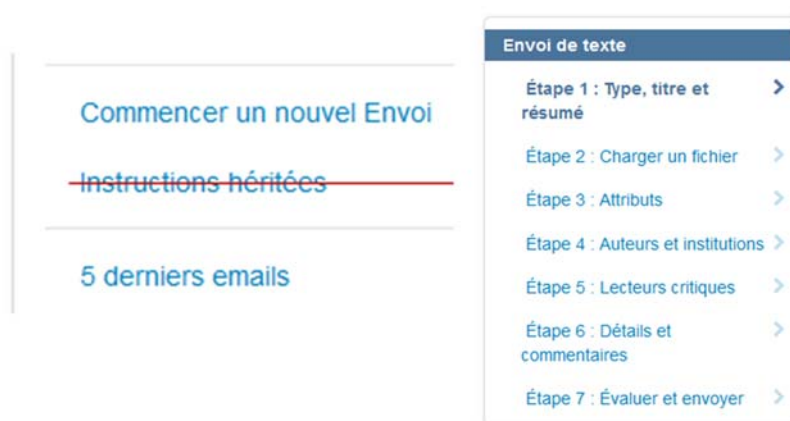 Commencer un nouvel Envoi
Instructions héritées
5 derniers emails
Envoi de texte
Étape 1 : Type, titre et
résumé
Étape 2 : Charger un fichier
Étape 3 : Attributs
Étape 4 : Auteurs et institutions
Étape 5 : Lecteurs critiques
Étape 6 : Détails et
commentaires
Étape 7 : Évaluer et envoyer